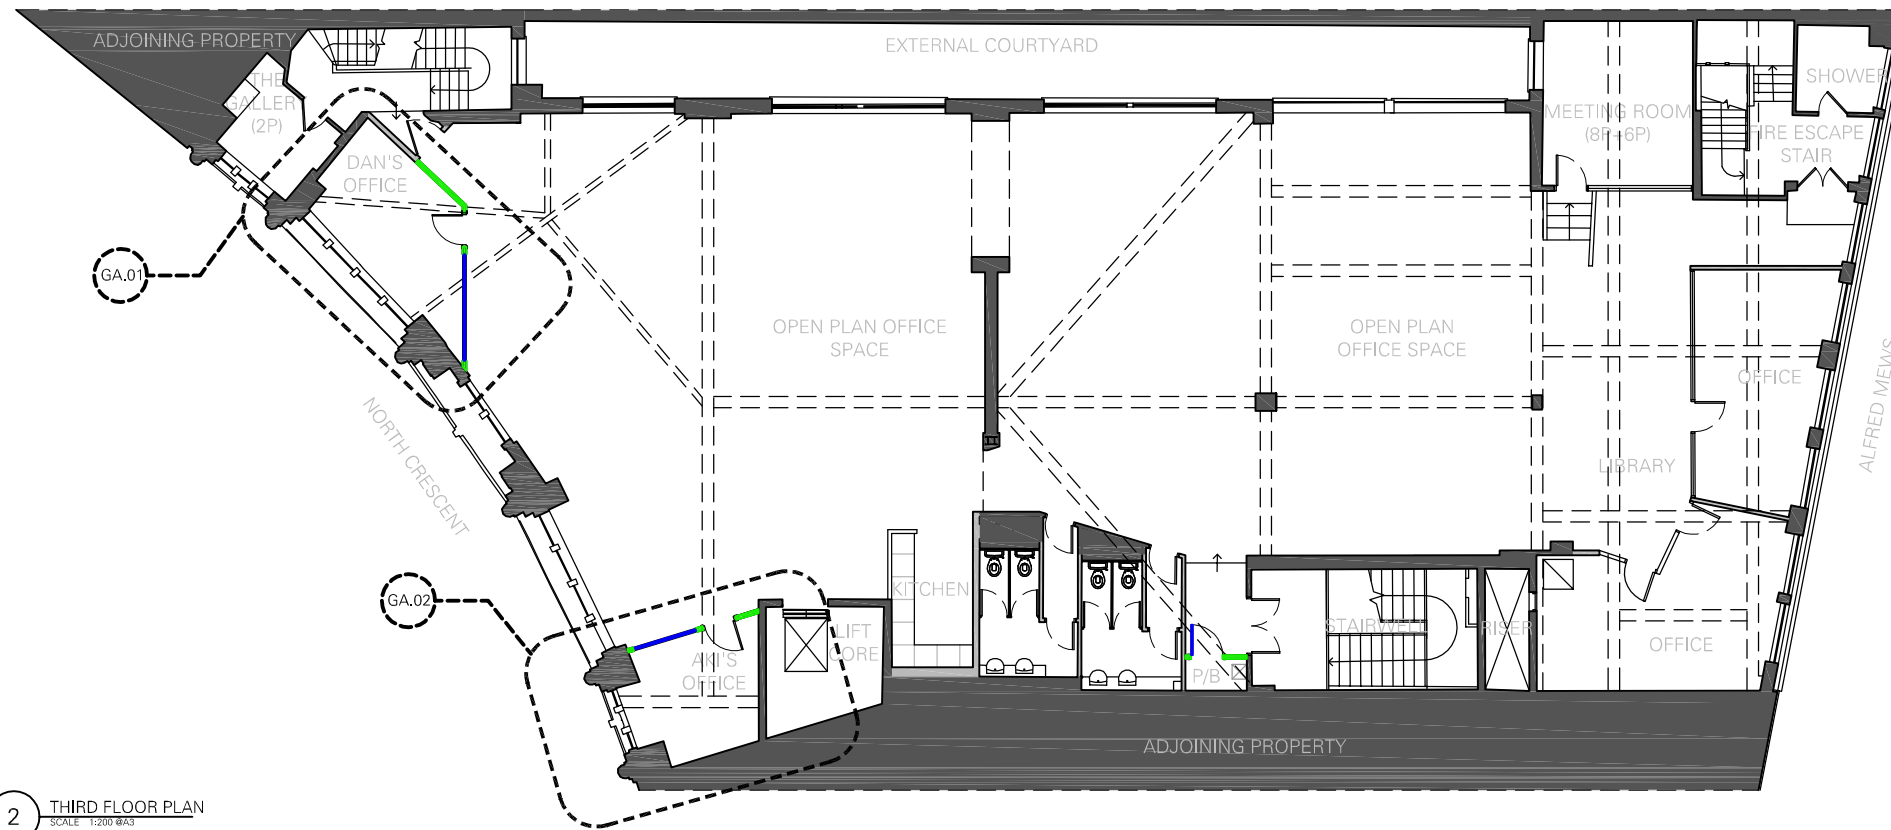 ADJOINING PROPERTY
EXTERNAL COURTYARD
THE
GALLER
(2P)
SHOWER
MEETING ROOM
(8P+6P)
FIRE ESCAPE
STAIR
DAN'S
OFFICE
GA.01
OPEN PLAN OFFICE
SPACE
OPEN PLAN
OFFICE SPACE
OFFICE
ALFRED MEWS
NORTH CRESCENT
LIBRARY
GA.02
KITCHEN
LIFT
CORE
AKI'S
OFFICE
P/B
STAIRWELL
RISER
OFFICE
ADJOINING PROPERTY
2
THIRD FLOOR PLAN
SCALE 1:200 @A3